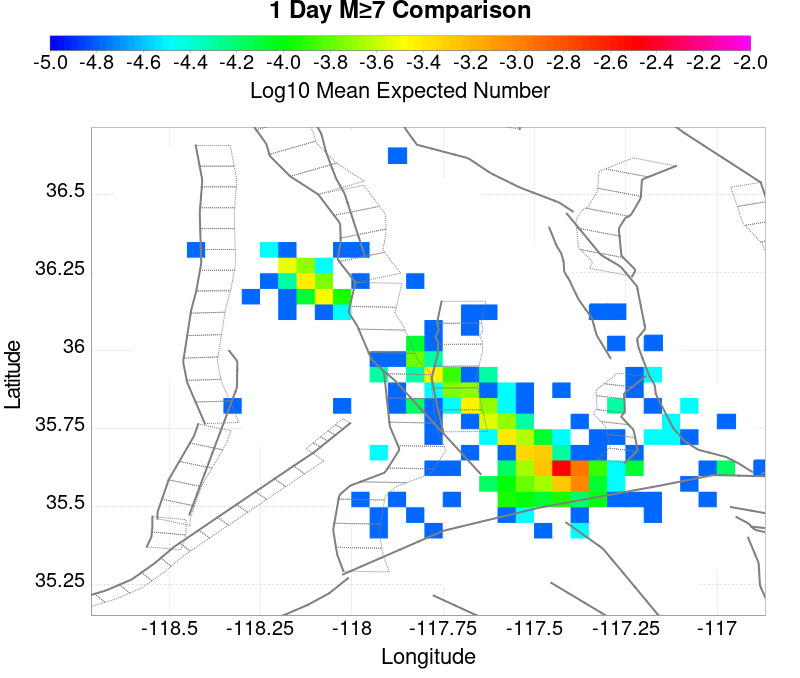 1 Day M≥7 Comparison
-5.0 -4.8 -4.6 -4.4 -4.2 -4.0 -3.8 -3.6 -3.4 -3.2 -3.0 -2.8 -2.6 -2.4 -2.2 -2.0
Log10 Mean Expected Number
36.5
36.25
36
35.75
35.5
35.25
Latitude
-118.5 -118.25 -118 -117.75 -117.5 -117.25 -117
Longitude